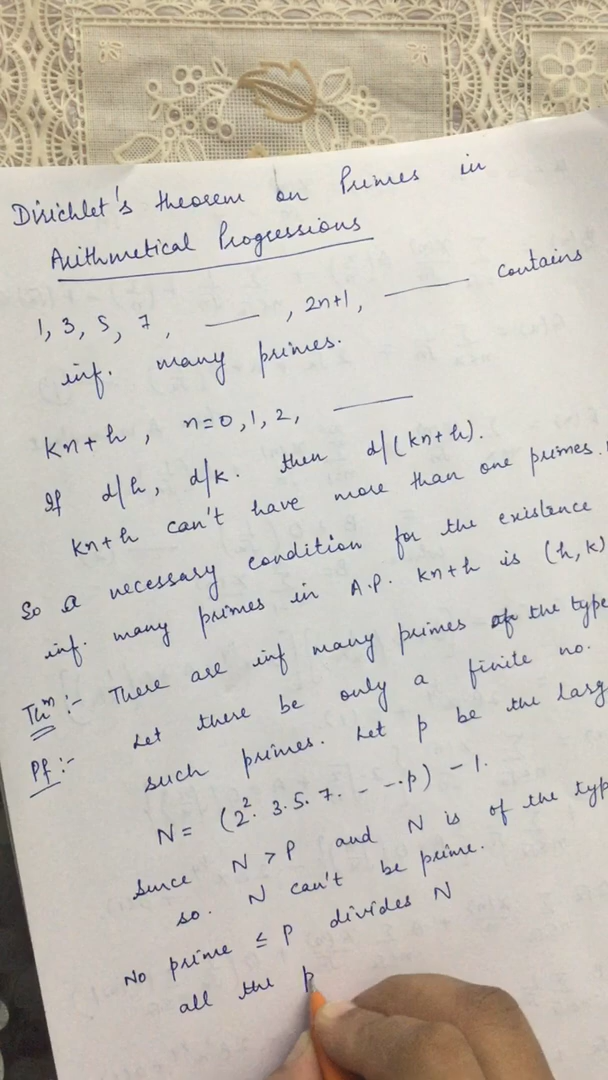 Dirichlet's theorem on Primes in
Arithmetical Progressions
1, 3, 5, 7, —— , 2n+1, —— contains
inf. many primes.
Kn+h, n=0,1,2, ——
If d/h, d/k. then d/(kn+h).
kn+h can't have more than one primes.
So a necessary condition for the existence
inf. many primes in A.P. kn+h is (h,k)
Thm:- There are inf many primes of the type
Pf:- Let there be only a finite no.
such primes. Let p be the larg
N= (2². 3. 5. 7. - - . p) - 1.
Since N > P and N is of the typ
so. N can't be prime.
No prime ≤ P divides N
all the p